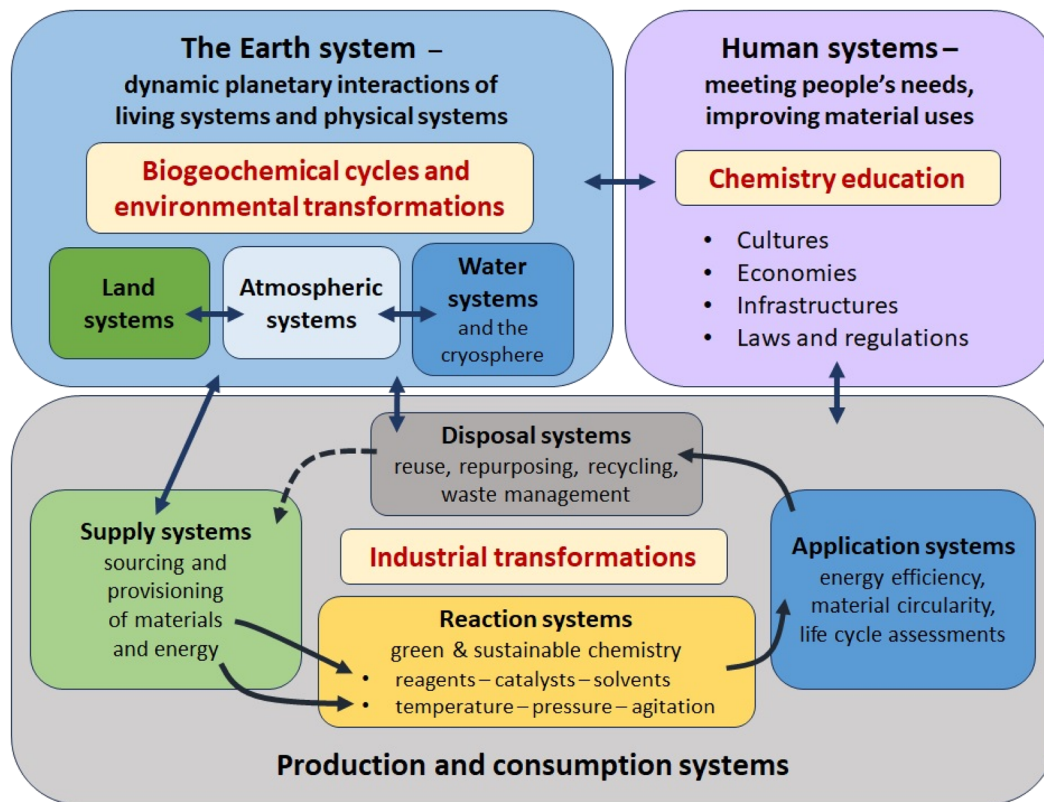 The Earth system –
dynamic planetary interactions of
living systems and physical systems
Biogeochemical cycles and
environmental transformations
Land
systems
Atmospheric
systems
Water
systems
and the
cryosphere
Human systems –
meeting people's needs,
improving material uses
Chemistry education
• Cultures
• Economies
• Infrastructures
• Laws and regulations
Disposal systems
reuse, repurposing, recycling,
waste management
Supply systems
sourcing and
provisioning
of materials
and energy
Industrial transformations
Reaction systems
green & sustainable chemistry
• reagents – catalysts – solvents
• temperature – pressure – agitation
Application systems
energy efficiency,
material circularity,
life cycle assessments
Production and consumption systems